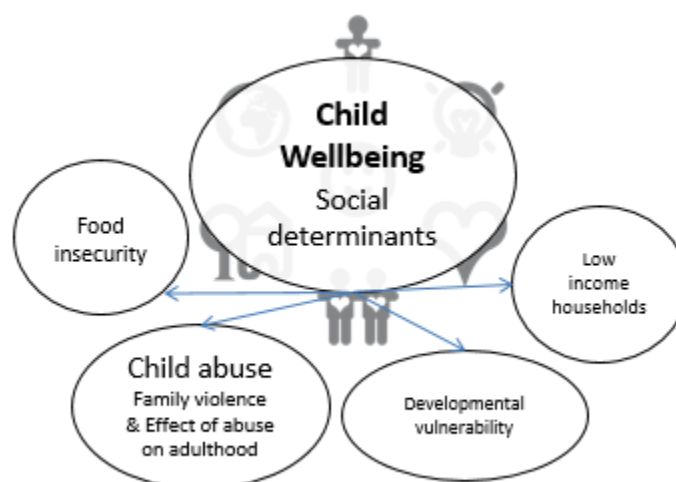 Child
Wellbeing
Social
determinants
Food
insecurity
Low
income
households
Child abuse
Family violence
& Effect of abuse
on adulthood
Developmental
vulnerability